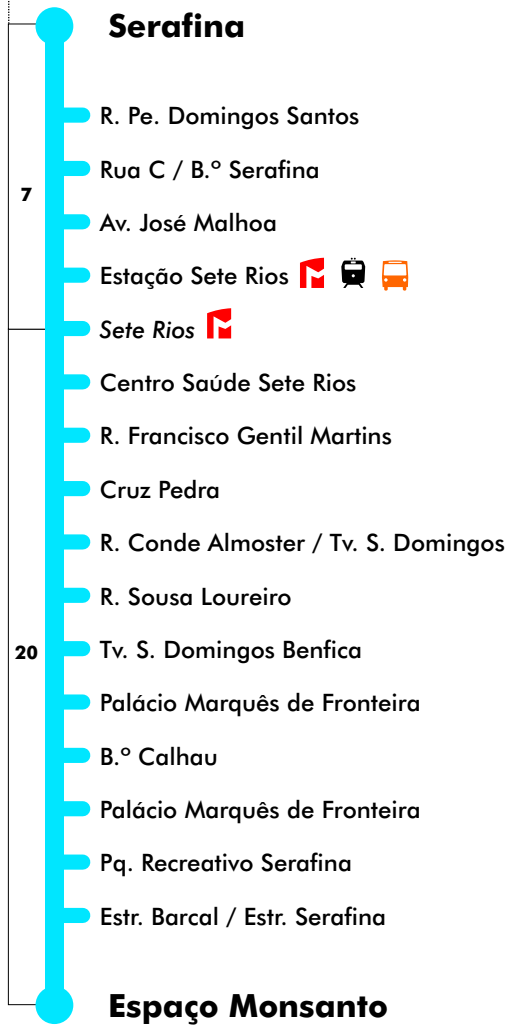 Serafina
R. Pe. Domingos Santos
Rua C / B.º Serafina
7
Av. José Malhoa
Estação Sete Rios
Sete Rios
Centro Saúde Sete Rios
R. Francisco Gentil Martins
Cruz Pedra
R. Conde Almoster / Tv. S. Domingos
R. Sousa Loureiro
20
Tv. S. Domingos Benfica
Palácio Marquês de Fronteira
B.º Calhau
Palácio Marquês de Fronteira
Pq. Recreativo Serafina
Estr. Barcal / Estr. Serafina
Espaço Monsanto